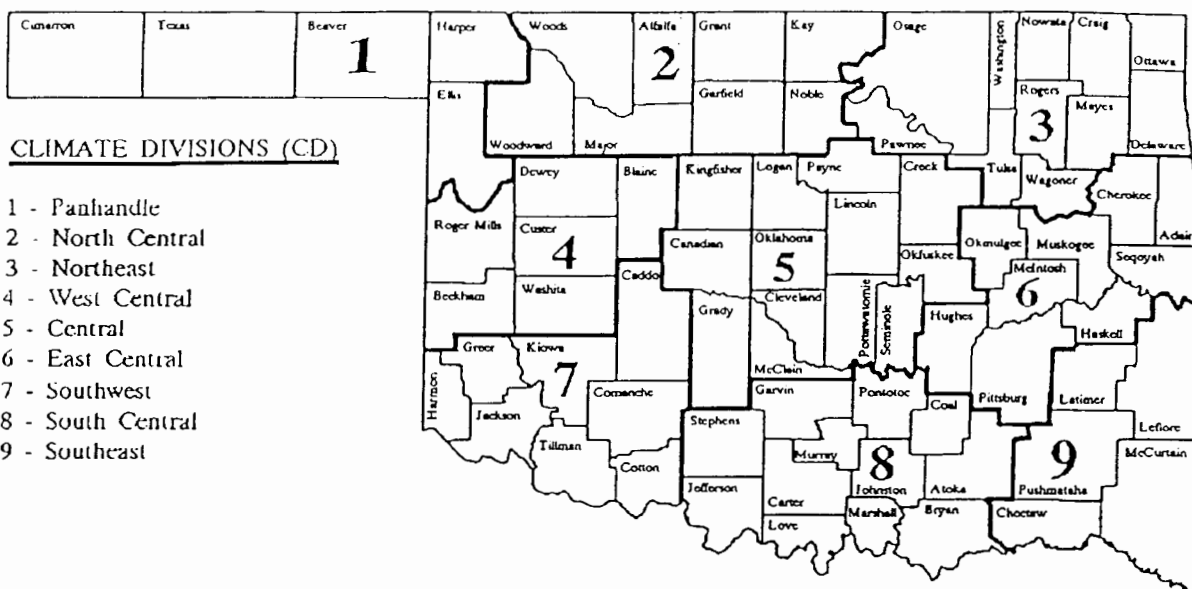 Cimarron
Texas
Beaver
Harper
Woods
Alfalfa
Grant
Kay
Osage
Washington
Nowata
Craig
Ottawa
1
2
Ellis
Garfield
Noble
Rogers
Mayes
3
Woodward
Major
Pawnee
Delaware
CLIMATE DIVISIONS (CD)
1 - Panhandle
2 - North Central
3 - Northeast
4 - West Central
5 - Central
6 - East Central
7 - Southwest
8 - South Central
9 - Southeast
Dewey
Blaine
Kingfisher
Logan
Payne
Creek
Tulsa
Wagoner
Cherokee
Lincoln
Roger Mills
Custer
4
Canadian
Oklahoma
5
Okfuskee
Okmulgee
Muskogee
Adair
Sequoyah
McIntosh
6
Beckham
Washita
Caddo
Grady
Cleveland
Pottawatomie
Seminole
Hughes
Haskell
Greer
Kiowa
7
McClain
Harmon
Jackson
Comanche
Garvin
Pontotoc
Coal
Pittsburg
Latimer
Leflore
Tillman
Cotton
Stephens
Murray
8
9
McCurtain
Jefferson
Carter
Johnston
Atoka
Pushmataha
Love
Marshall
Bryan
Choctaw